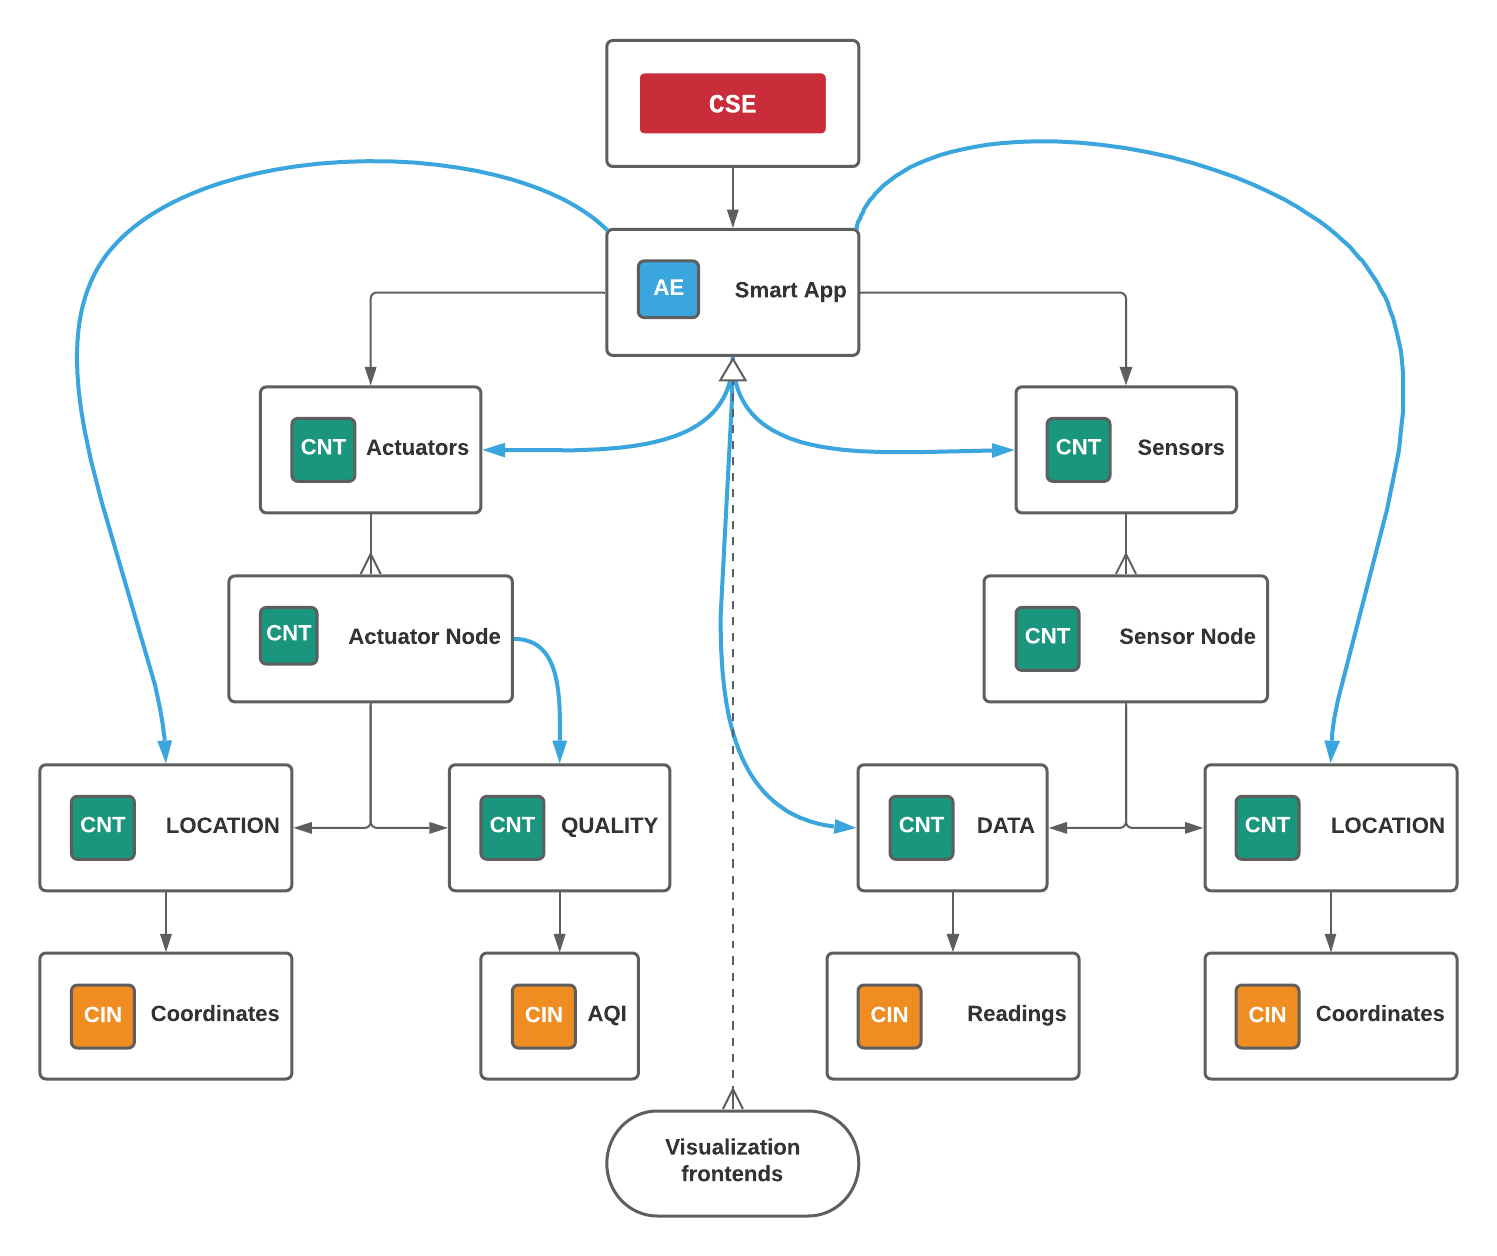 CSE
AE Smart App
CNT Actuators
CNT Sensors
CNT Actuator Node
CNT Sensor Node
CNT LOCATION
CNT QUALITY
CNT DATA
CNT LOCATION
CIN Coordinates
CIN AQI
CIN Readings
CIN Coordinates
Visualization
frontends